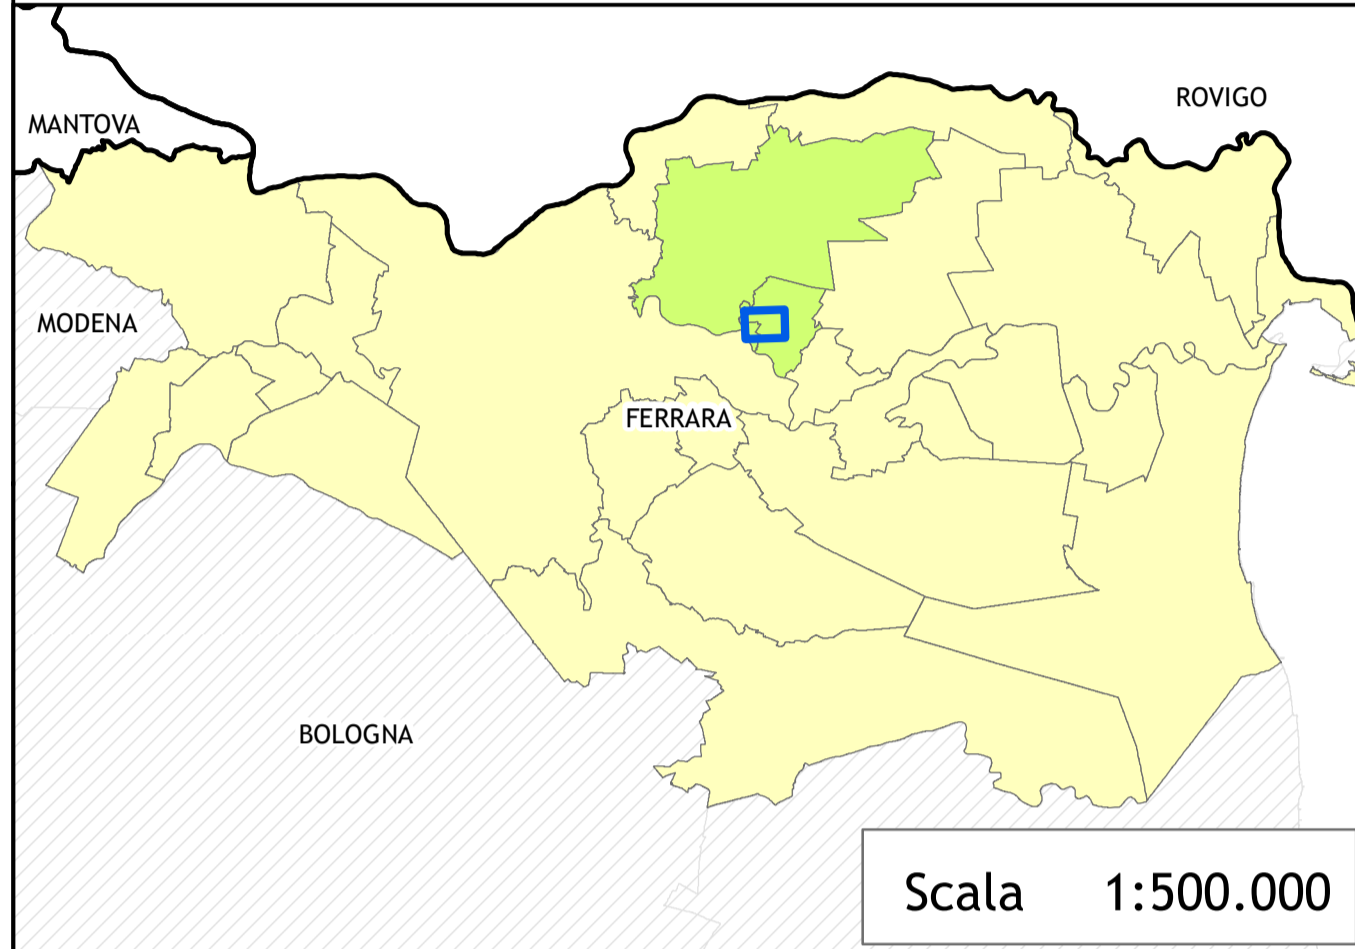 ROVIGO
MANTOVA
MODENA
FERRARA
BOLOGNA
Scala 1:500.000